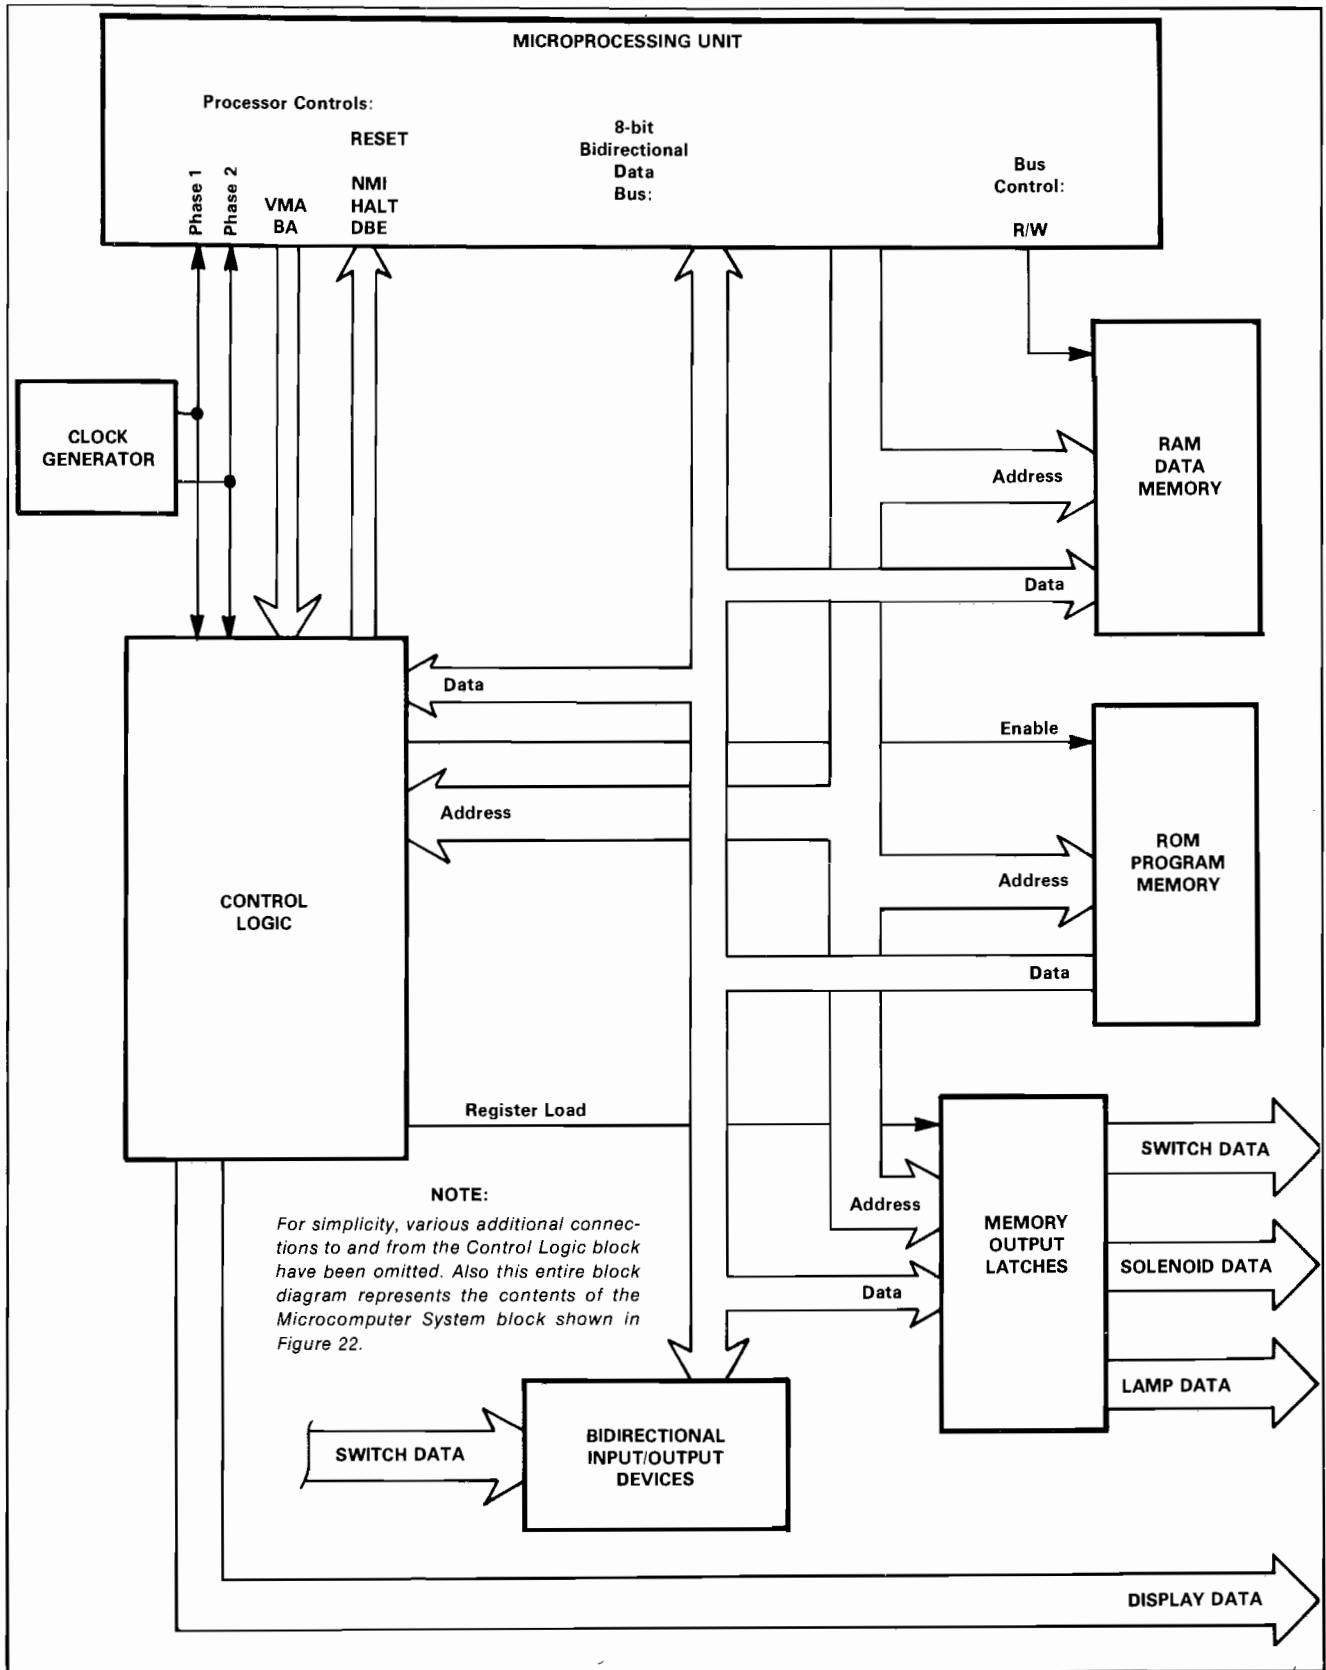 MICROPROCESSING UNIT
Processor Controls:
Phase 1
Phase 2
VMA
BA
RESET
NMI
HALT
DBE
8-bit
Bidirectional
Data
Bus:
Bus
Control:
R/W
CLOCK
GENERATOR
RAM
DATA
MEMORY
Address
Data
Data
Enable
Address
ROM
PROGRAM
MEMORY
Address
Data
CONTROL
LOGIC
Register Load
NOTE:
For simplicity, various additional connec-
tions to and from the Control Logic block
have been omitted. Also this entire block
diagram represents the contents of the
Microcomputer System block shown in
Figure 22.
Address
Data
MEMORY
OUTPUT
LATCHES
SWITCH DATA
SOLENOID DATA
LAMP DATA
SWITCH DATA
BIDIRECTIONAL
INPUT/OUTPUT
DEVICES
DISPLAY DATA